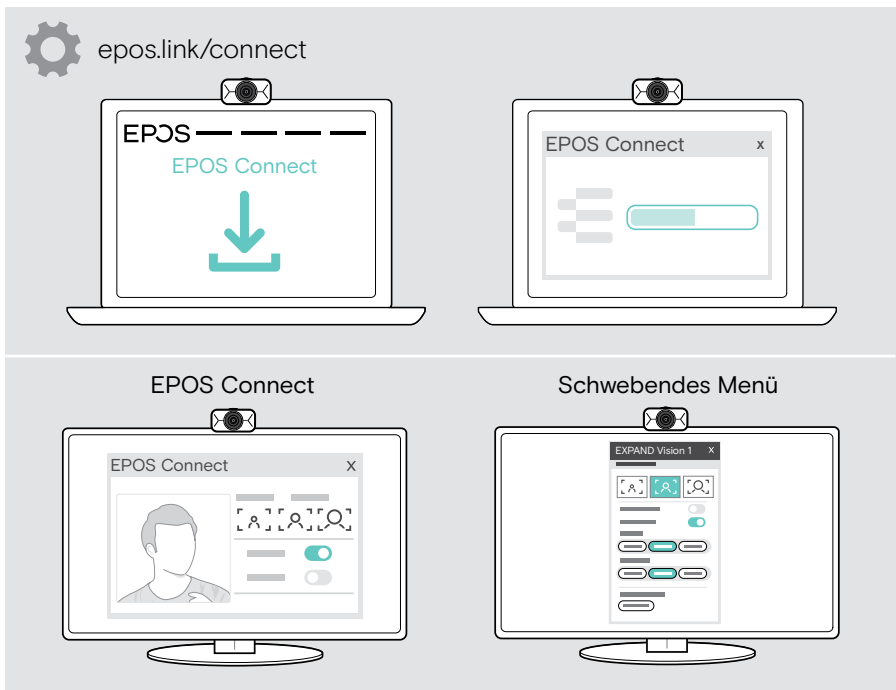 epos.link/connect
EPOS
EPOS Connect
EPOS Connect x
EPOS Connect
Schwebendes Menü
EPOS Connect X
EXPAND Vision 1 X